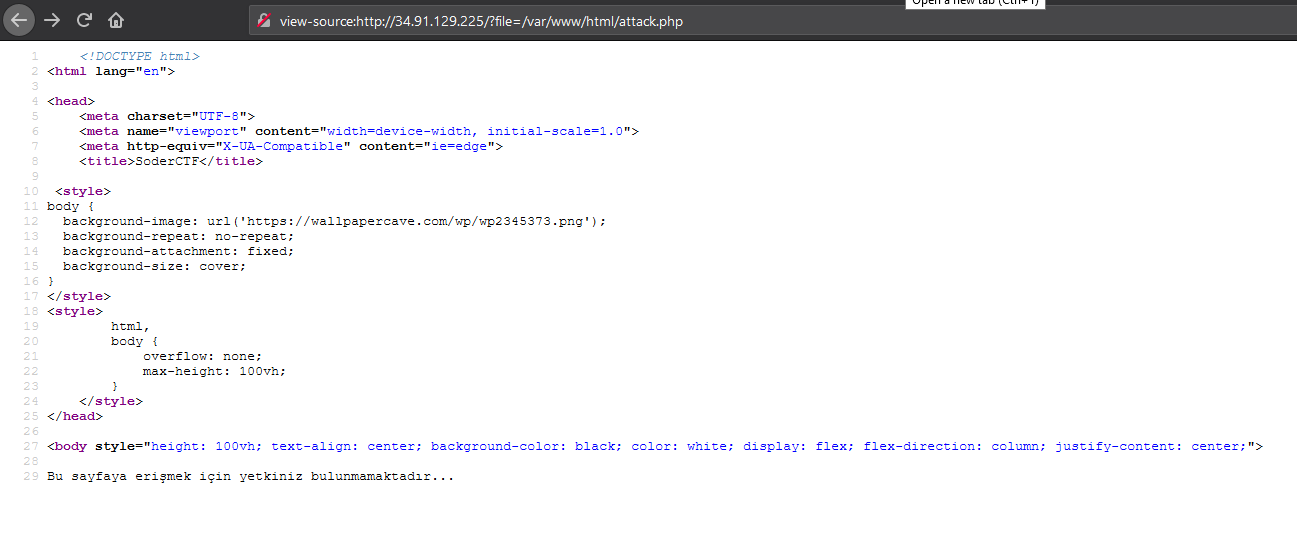 Open a new tab (Ctrl+T)
view-source:http://34.91.129.225/?file=/var/www/html/attack.php
1 <!DOCTYPE html>
2 <html lang="en">
3
4 <head>
5 <meta charset="UTF-8">
6 <meta name="viewport" content="width=device-width, initial-scale=1.0">
7 <meta http-equiv="X-UA-Compatible" content="ie=edge">
8 <title>SoderCTF</title>
9
10 <style>
11 body {
12 background-image: url('https://wallpapercave.com/wp/wp2345373.png');
13 background-repeat: no-repeat;
14 background-attachment: fixed;
15 background-size: cover;
16 }
17 </style>
18 <style>
19 html,
20 body {
21 overflow: none;
22 max-height: 100vh;
23 }
24 </style>
25 </head>
26
27 <body style="height: 100vh; text-align: center; background-color: black; color: white; display: flex; flex-direction: column; justify-content: center;">
28
29 Bu sayfaya erişmek için yetkiniz bulunmamaktadır...